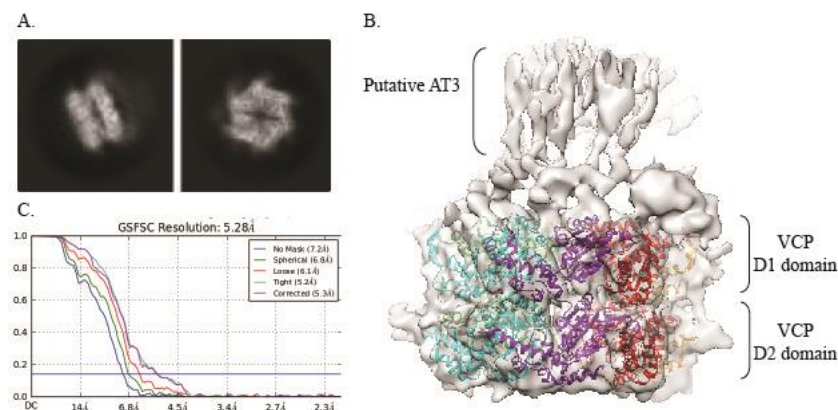 A.
B.
Putative AT3
C.
GSFSC Resolution: 5.28Å
1.0
0.8
0.6
0.4
0.2
0.0
No Mask (7.2Å)
Spherical (6.8Å)
Loose (6.1Å)
Tight (5.2Å)
Corrected (5.3Å)
DC 14Å 6.8Å 4.5Å 3.4Å 2.7Å 2.3Å
VCP
D1 domain
VCP
D2 domain